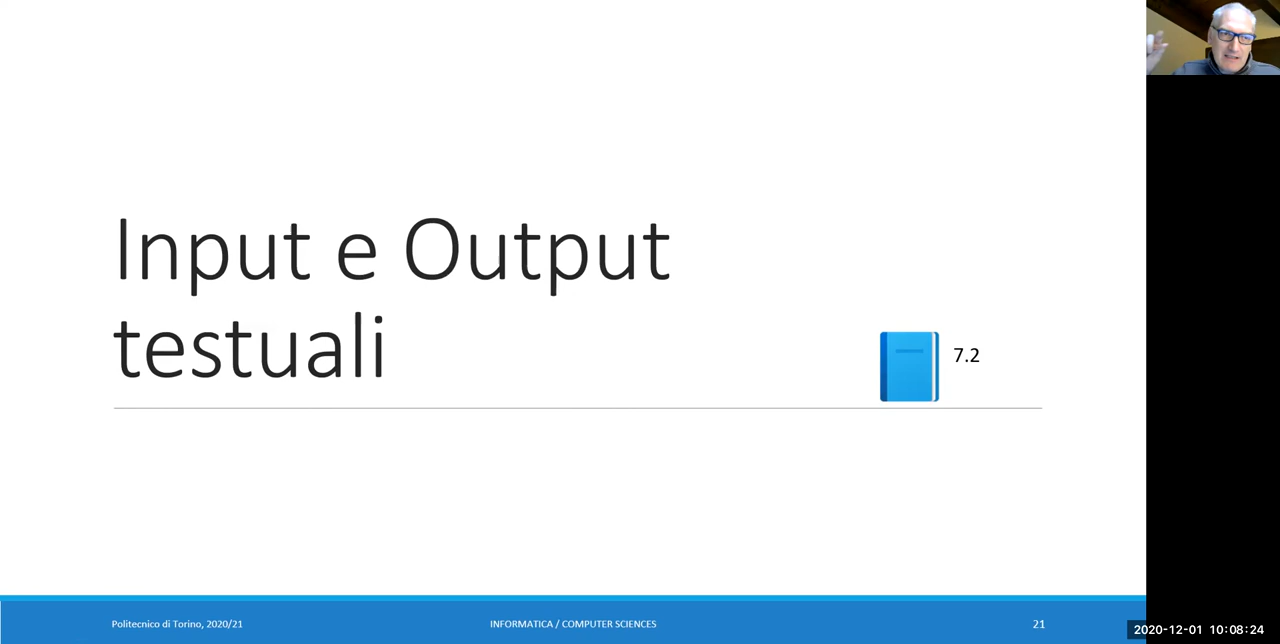 Input e Output
testuali
7.2
Politecnico di Torino, 2020/21
INFORMATICA / COMPUTER SCIENCES
21
2020-12-01 10:08:24